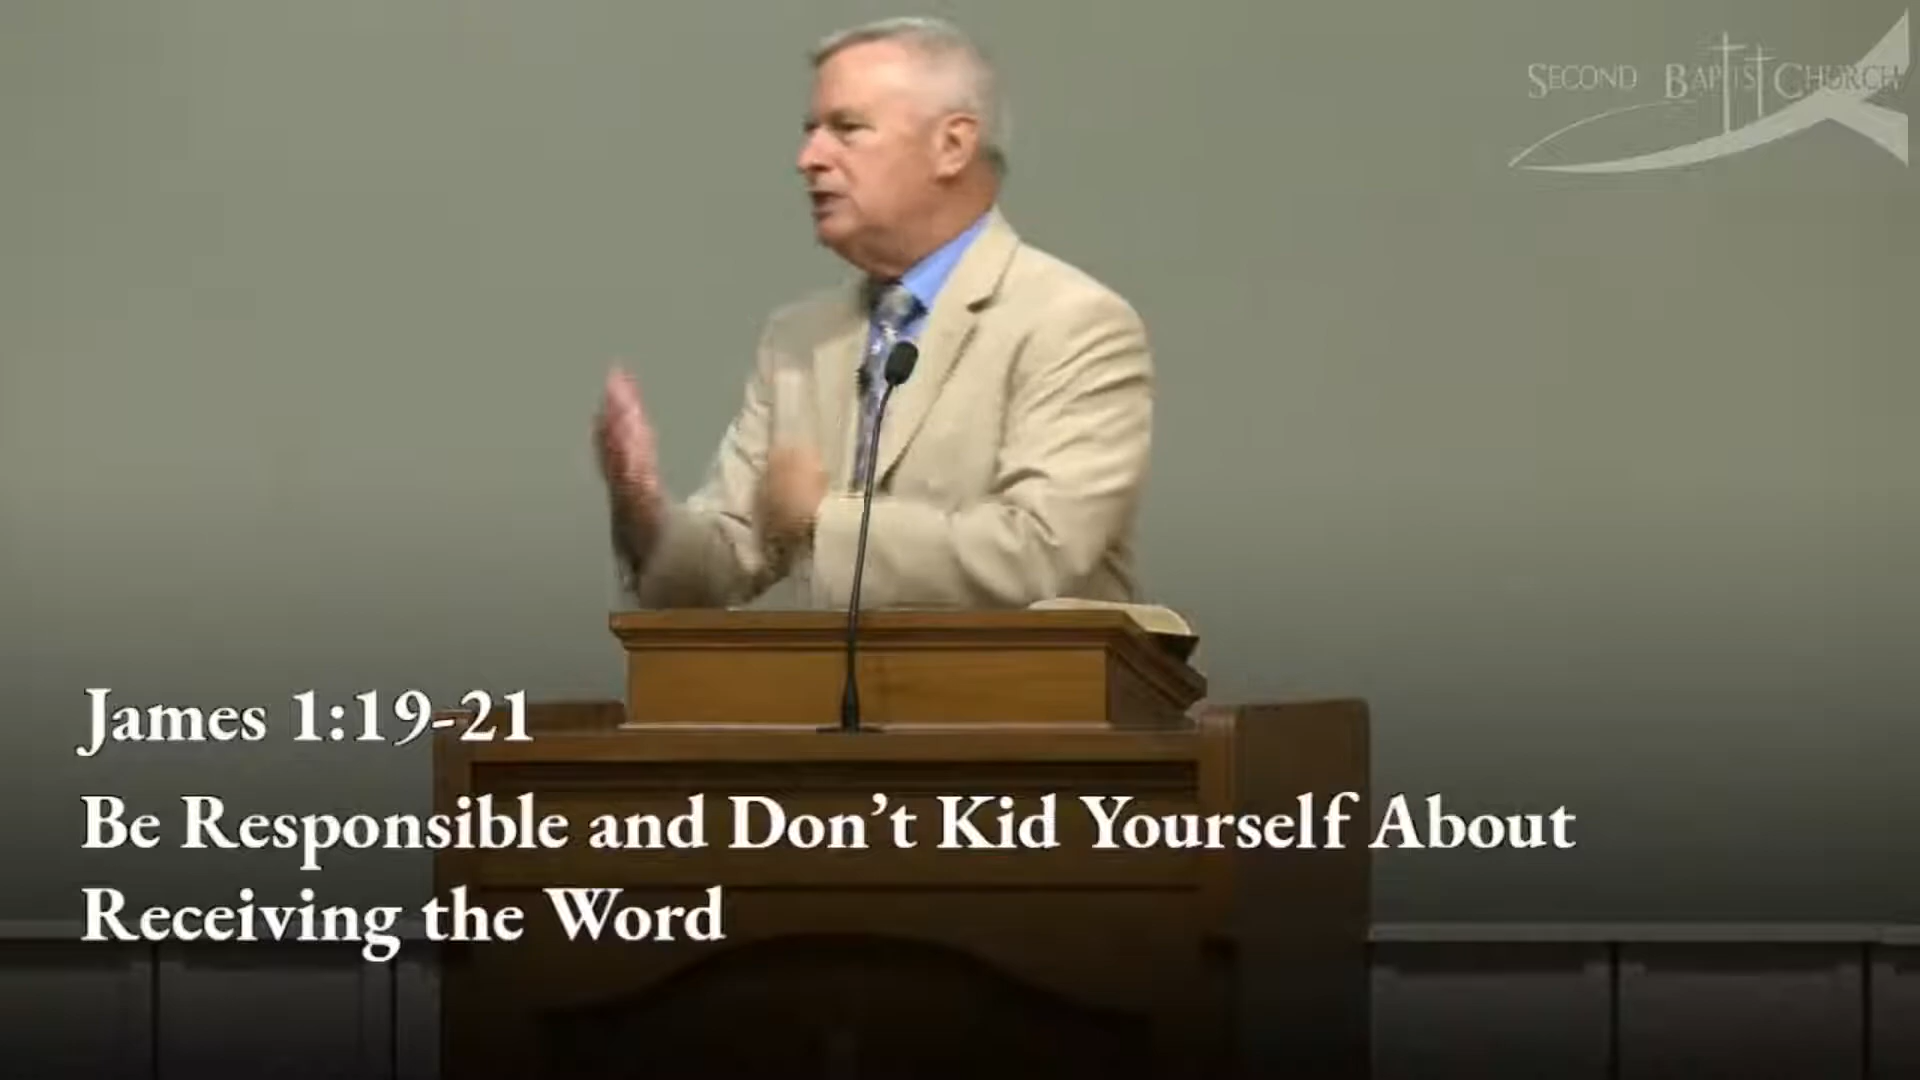 SECOND BAPTIST CHURCH
James 1:19-21
Be Responsible and Don’t Kid Yourself About
Receiving the Word